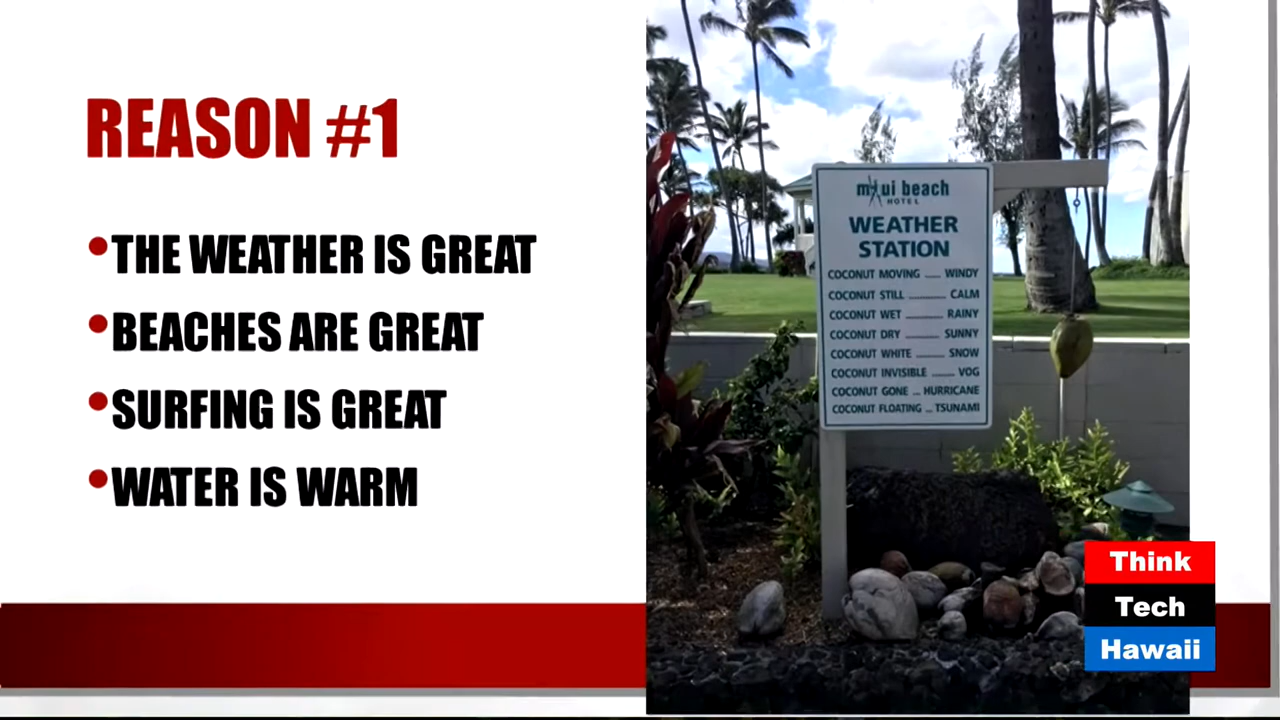 REASON #1
•THE WEATHER IS GREAT
•BEACHES ARE GREAT
•SURFING IS GREAT
•WATER IS WARM
maui beach
HOTEL
WEATHER
STATION
COCONUT MOVING .... WINDY
COCONUT STILL .......... CALM
COCONUT WET .......... RAINY
COCONUT DRY .......... SUNNY
COCONUT WHITE ........ SNOW
COCONUT INVISIBLE ........ VOG
COCONUT GONE ... HURRICANE
COCONUT FLOATING ... TSUNAMI
Think
Tech
Hawaii